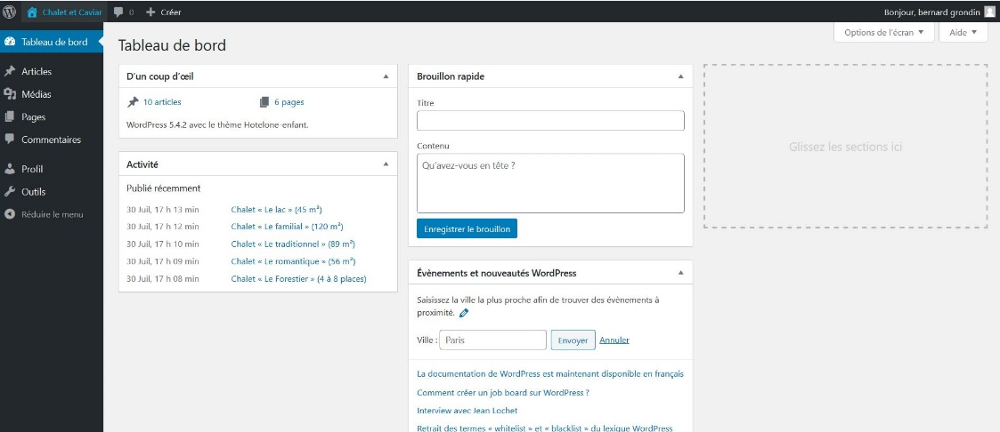 Chalet et Caviar 0 Créer Bonjour, bernard grondin
Options de l'écran Aide
Tableau de bord
Articles
Médias
Pages
Commentaires
Profil
Outils
Réduire le menu
Tableau de bord
D'un coup d'œil
10 articles 6 pages
WordPress 5.4.2 avec le thème Hotelone-enfant.
Activité
Publié récemment
30 Juil, 17 h 13 min Chalet « Le lac » (45 m²)
30 Juil, 17 h 12 min Chalet « Le familial » (120 m²)
30 Juil, 17 h 10 min Chalet « Le traditionnel » (89 m²)
30 Juil, 17 h 09 min Chalet « Le romantique » (56 m²)
30 Juil, 17 h 08 min Chalet « Le Forestier » (4 à 8 places)
Brouillon rapide
Titre
Contenu
Qu'avez-vous en tête ?
Enregistrer le brouillon
Évènements et nouveautés WordPress
Saisissez la ville la plus proche afin de trouver des évènements à
proximité.
Ville : Paris Envoyer Annuler
La documentation de WordPress est maintenant disponible en français
Comment créer un job board sur WordPress ?
Interview avec Jean Lochet
Retrait des termes « whitelist » et « blacklist » du lexique WordPress
Glissez les sections ici